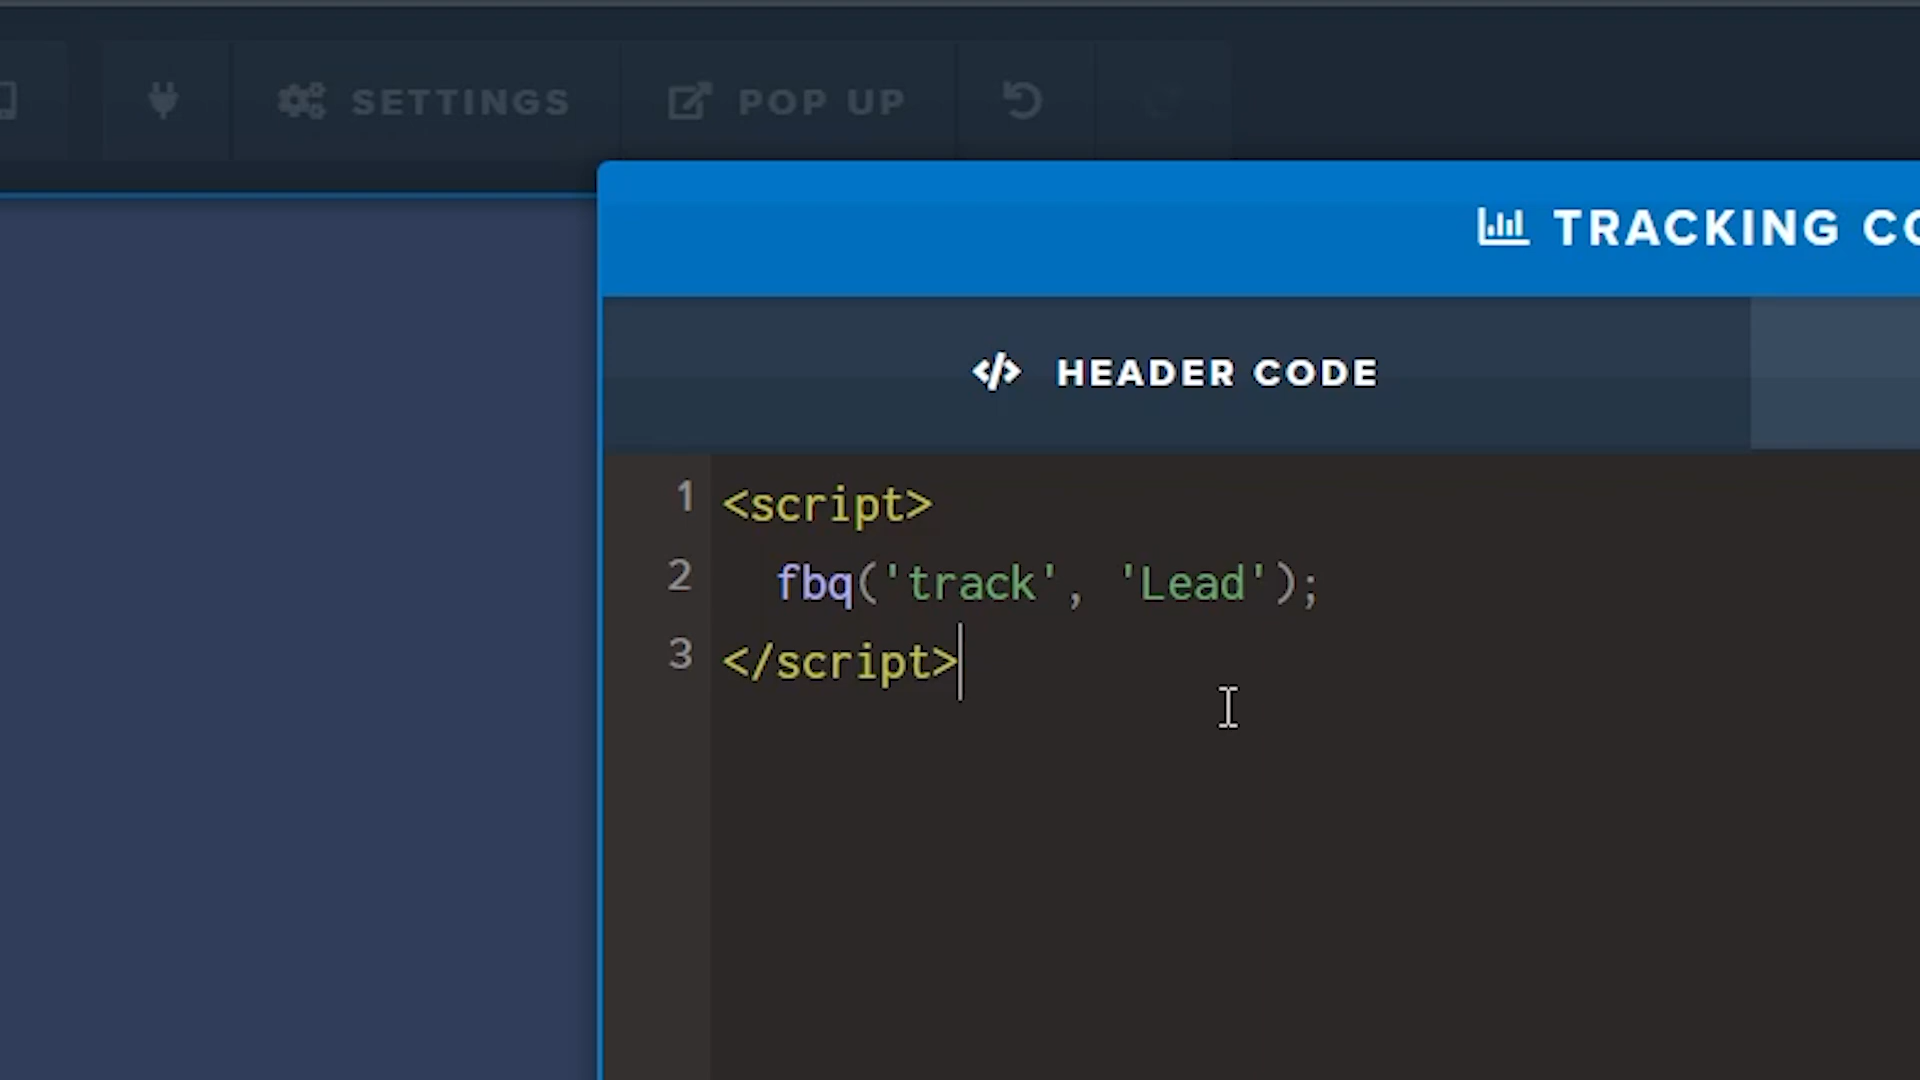 SETTINGS
POP UP
TRACKING CO
HEADER CODE
1 <script>
2 fbq('track', 'Lead');
3 </script>